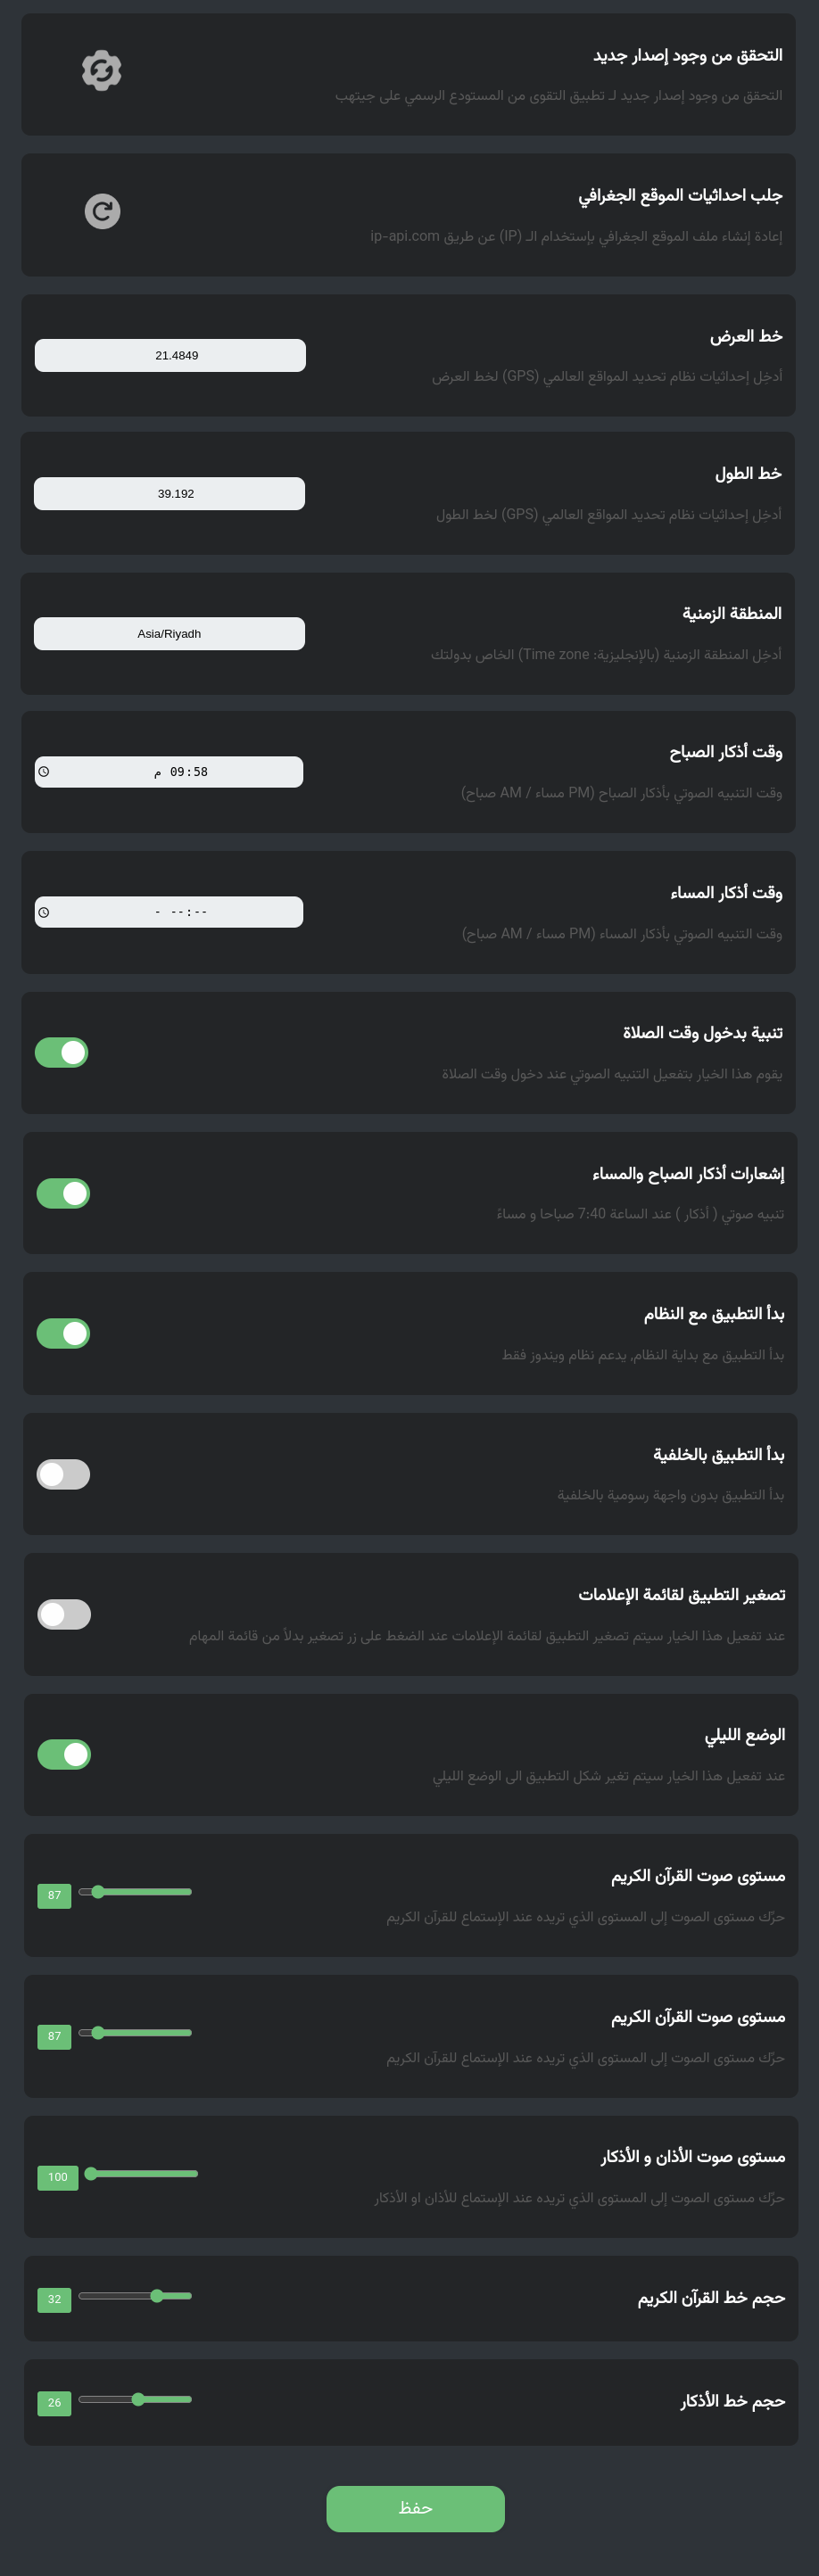 التحقق من وجود إصدار جديد
التحقق من وجود إصدار جديد لـ تطبيق التقوى من المستودع الرسمي على جيتهب
جلب احداثيات الموقع الجغرافي
إعادة إنشاء ملف الموقع الجغرافي بإستخدام الـ (IP) عن طريق ip-api.com
خط العرض
21.4849
أدخل إحداثيات نظام تحديد المواقع العالمي (GPS) لخط العرض
خط الطول
39.192
أدخل إحداثيات نظام تحديد المواقع العالمي (GPS) لخط الطول
المنطقة الزمنية
Asia/Riyadh
أدخل المنطقة الزمنية (بالإنجليزية: Time zone) الخاص بدولتك
وقت أذكار الصباح
09:58 م
وقت التنبيه الصوتي بأذكار الصباح (PM مساء / AM صباح)
وقت أذكار المساء
--:-- -
وقت التنبيه الصوتي بأذكار المساء (PM مساء / AM صباح)
تنبية بدخول وقت الصلاة
يقوم هذا الخيار بتفعيل التنبيه الصوتي عند دخول وقت الصلاة
إشعارات أذكار الصباح والمساء
تنبيه صوتي ( أذكار ) عند الساعة 7:40 صباحا و مساءً
بدأ التطبيق مع النظام
بدأ التطبيق مع بداية النظام, يدعم نظام ويندوز فقط
بدأ التطبيق بالخلفية
بدأ التطبيق بدون واجهة رسومية بالخلفية
تصغير التطبيق لقائمة الإعلامات
عند تفعيل هذا الخيار سيتم تصغير التطبيق لقائمة الإعلامات عند الضغط على زر تصغير بدلاً من قائمة المهام
الوضع الليلي
عند تفعيل هذا الخيار سيتم تغير شكل التطبيق الى الوضع الليلي
مستوى صوت القرآن الكريم
87
حرّك مستوى الصوت إلى المستوى الذي تريده عند الإستماع للقرآن الكريم
مستوى صوت القرآن الكريم
87
حرّك مستوى الصوت إلى المستوى الذي تريده عند الإستماع للقرآن الكريم
مستوى صوت الأذان و الأذكار
100
حرّك مستوى الصوت إلى المستوى الذي تريده عند الإستماع للأذان او الأذكار
حجم خط القرآن الكريم
32
حجم خط الأذكار
26
حفظ